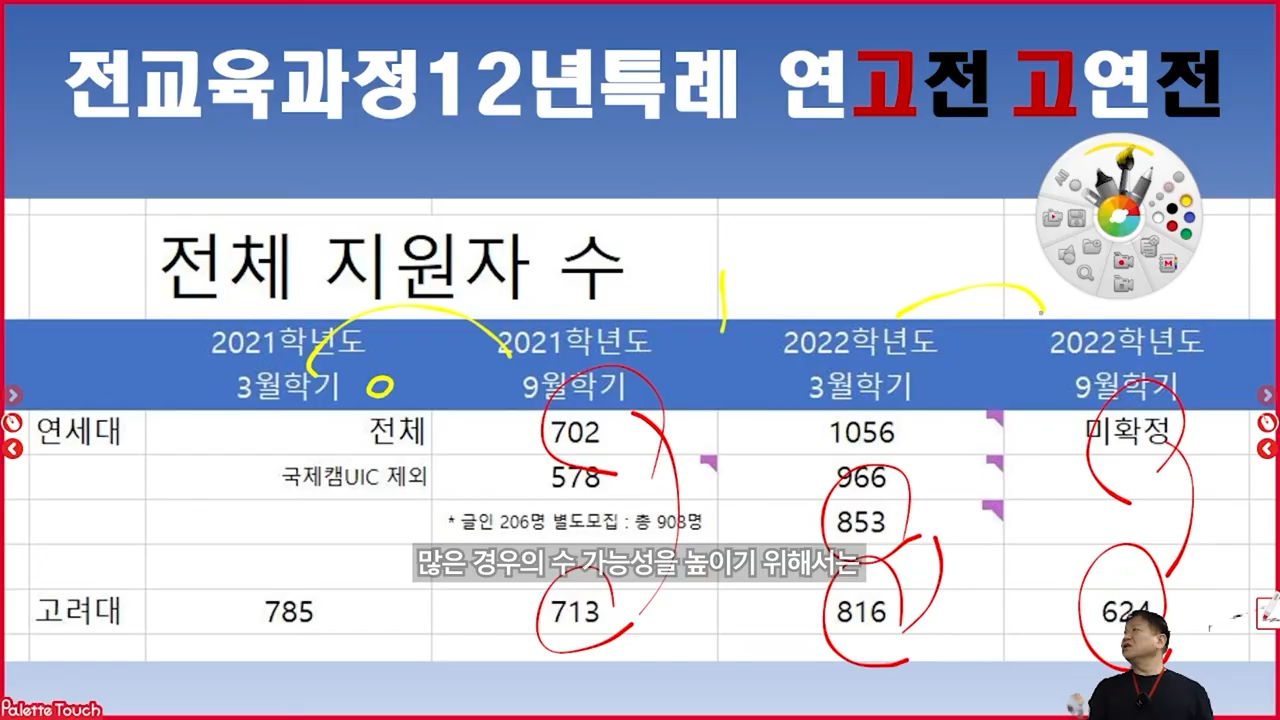 전교육과정12년특례 연고전 고연전
전체 지원자 수
2021학년도 2021학년도 2022학년도 2022학년도
3월학기 9월학기 3월학기 9월학기
연세대 전체 702 1056 미확정
국제캠UIC 제외 578 966
* 글인 206명 별도모집 : 총 908명 853
많은 경우의 수 가능성을 높이기 위해서는
고려대 785 713 816 624
Palette Touch